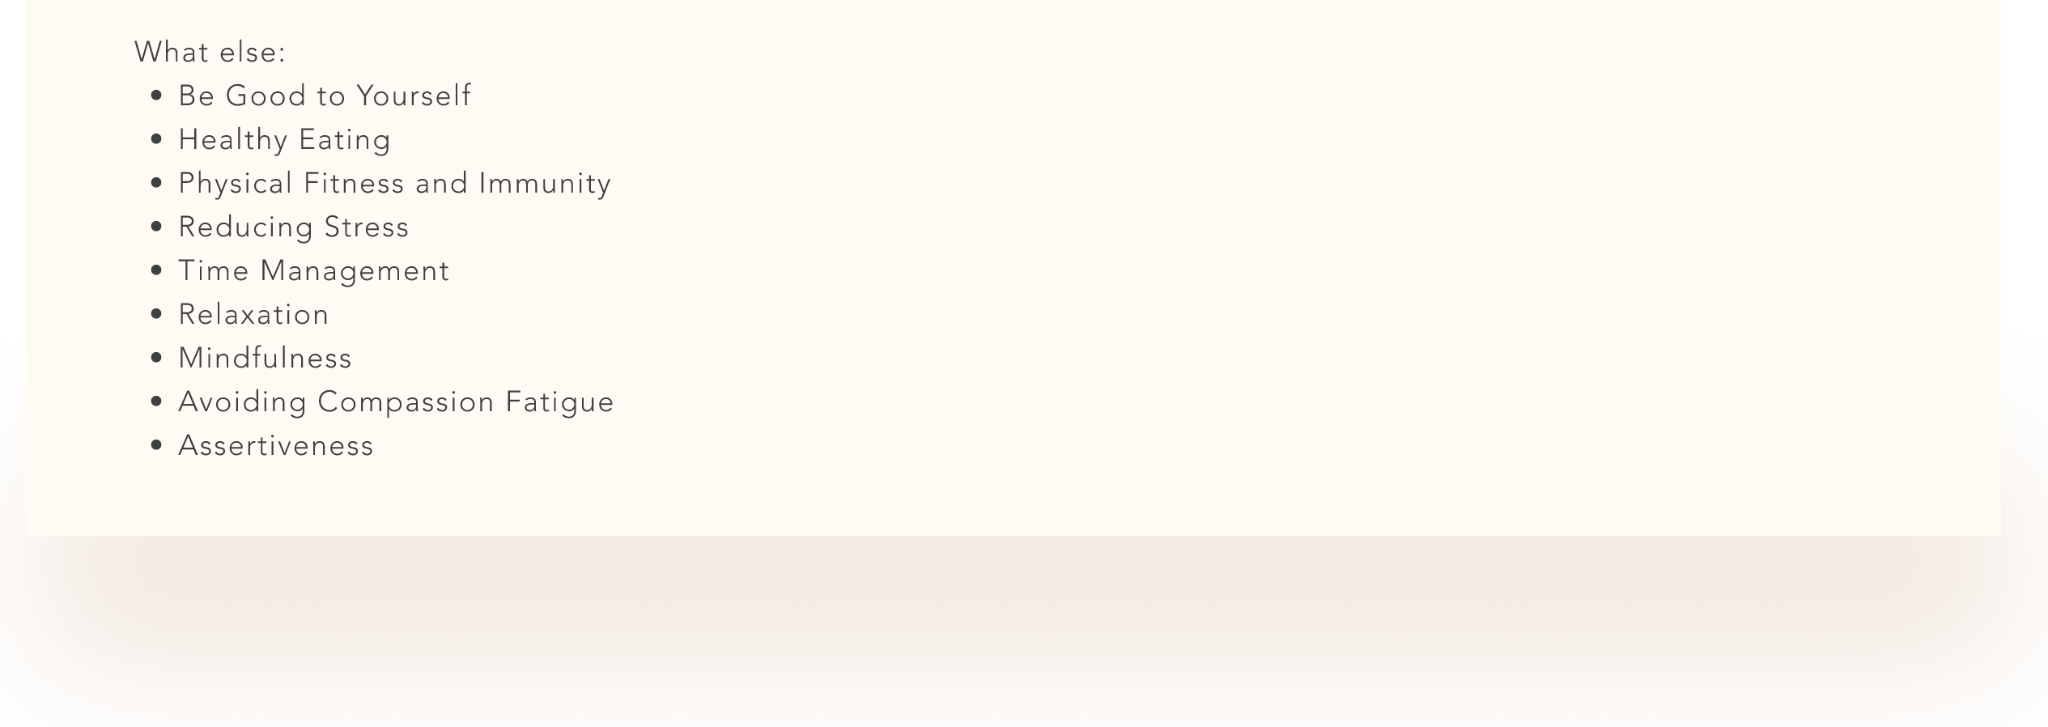 What else:
• Be Good to Yourself
• Healthy Eating
• Physical Fitness and Immunity
• Reducing Stress
• Time Management
• Relaxation
• Mindfulness
• Avoiding Compassion Fatigue
• Assertiveness